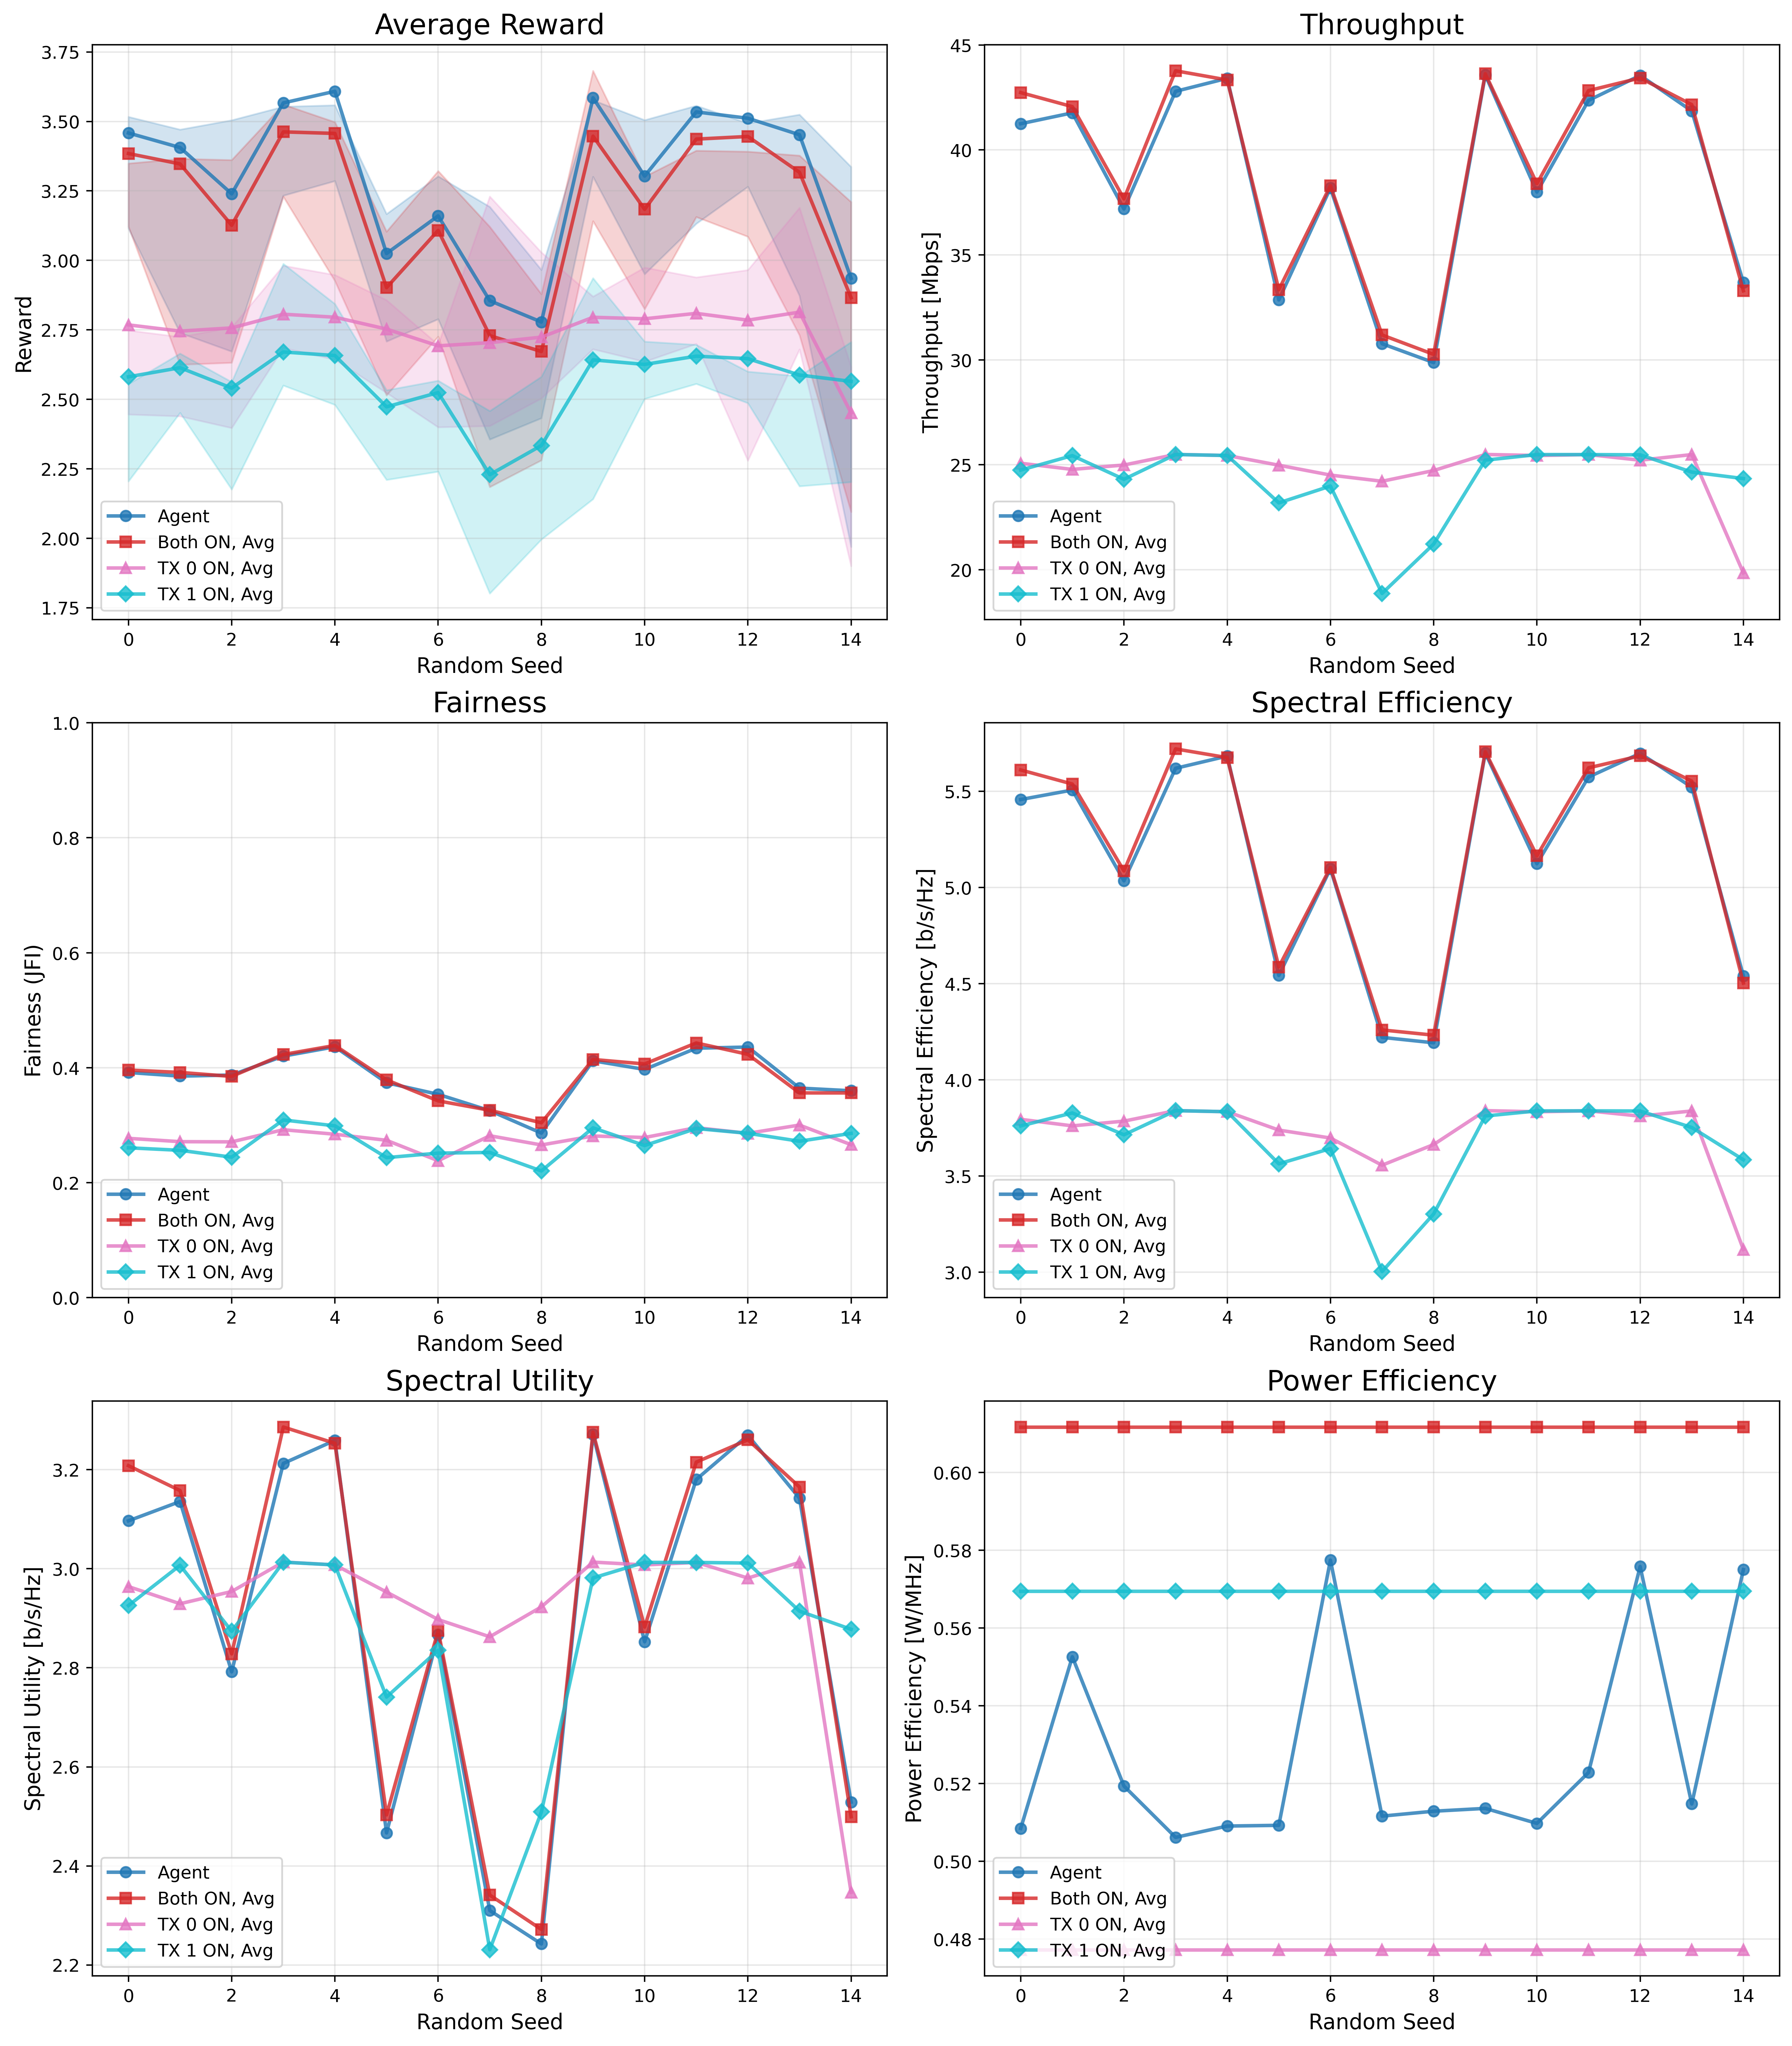 Average Reward
3.75
3.50
3.25
3.00
2.75
2.50
2.25
2.00
1.75
Reward
Agent
Both ON, Avg
TX 0 ON, Avg
TX 1 ON, Avg
0 2 4 6 8 10 12 14
Random Seed
Throughput
45
40
35
30
25
20
Throughput [Mbps]
Agent
Both ON, Avg
TX 0 ON, Avg
TX 1 ON, Avg
0 2 4 6 8 10 12 14
Random Seed
Fairness
1.0
0.8
0.6
0.4
0.2
0.0
Fairness (JFI)
Agent
Both ON, Avg
TX 0 ON, Avg
TX 1 ON, Avg
0 2 4 6 8 10 12 14
Random Seed
Spectral Efficiency
5.5
5.0
4.5
4.0
3.5
3.0
Spectral Efficiency [b/s/Hz]
Agent
Both ON, Avg
TX 0 ON, Avg
TX 1 ON, Avg
0 2 4 6 8 10 12 14
Random Seed
Spectral Utility
3.2
3.0
2.8
2.6
2.4
2.2
Spectral Utility [b/s/Hz]
Agent
Both ON, Avg
TX 0 ON, Avg
TX 1 ON, Avg
0 2 4 6 8 10 12 14
Random Seed
Power Efficiency
0.60
0.58
0.56
0.54
0.52
0.50
0.48
Power Efficiency [W/MHz]
Agent
Both ON, Avg
TX 0 ON, Avg
TX 1 ON, Avg
0 2 4 6 8 10 12 14
Random Seed